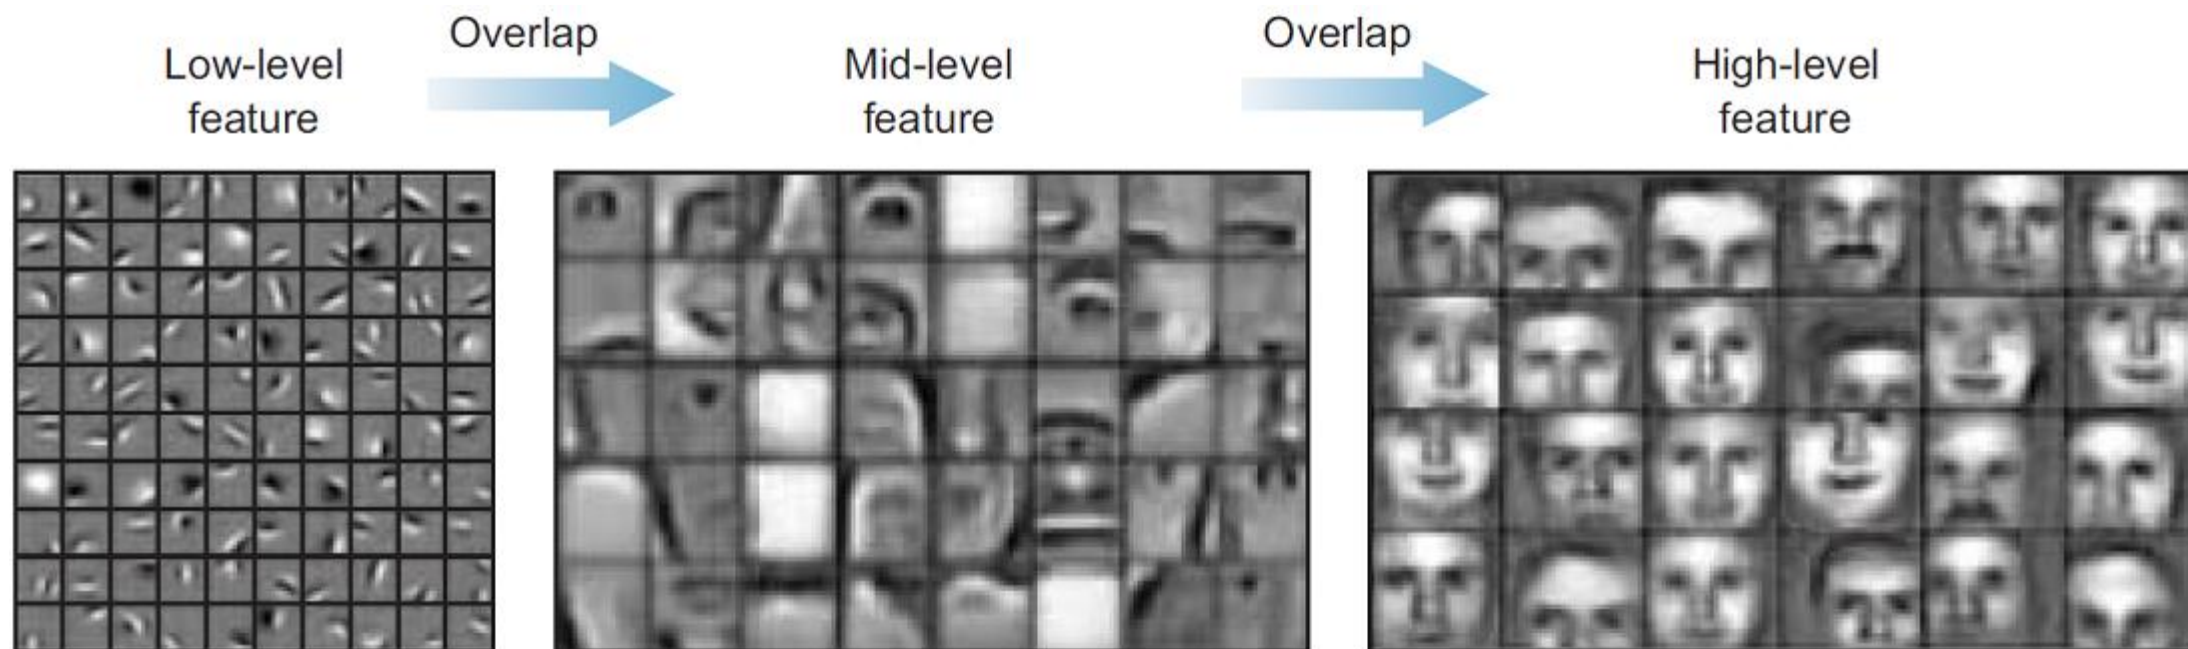 Low-level
feature
Overlap
Mid-level
feature
Overlap
High-level
feature